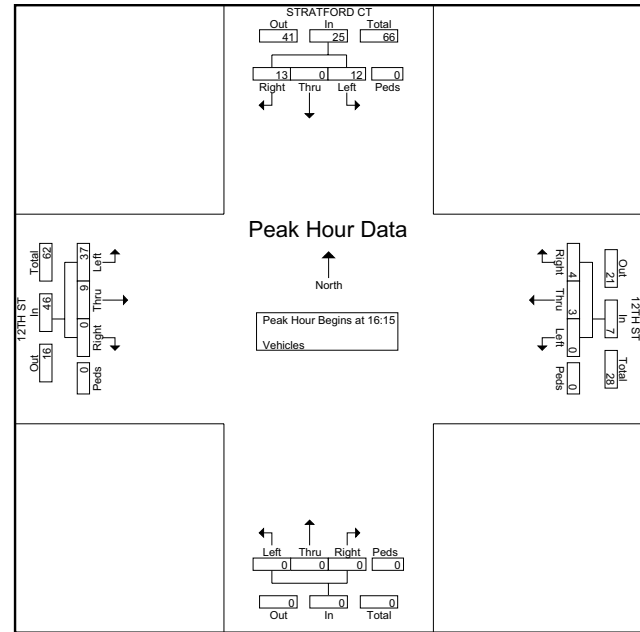 STRATFORD CT
Out In Total
41 25 66
13 0 12 0
Right Thru Left Peds
Peak Hour Data
North
Peak Hour Begins at 16:15
Vehicles
12TH ST
Total In Out
62 46 16
37 9 0 0
Left Thru Right Peds
Right Thru Left Peds
4 3 0 0
Out In Total
21 7 28
12TH ST
Left Thru Right Peds
0 0 0 0
0 0 0
Out In Total